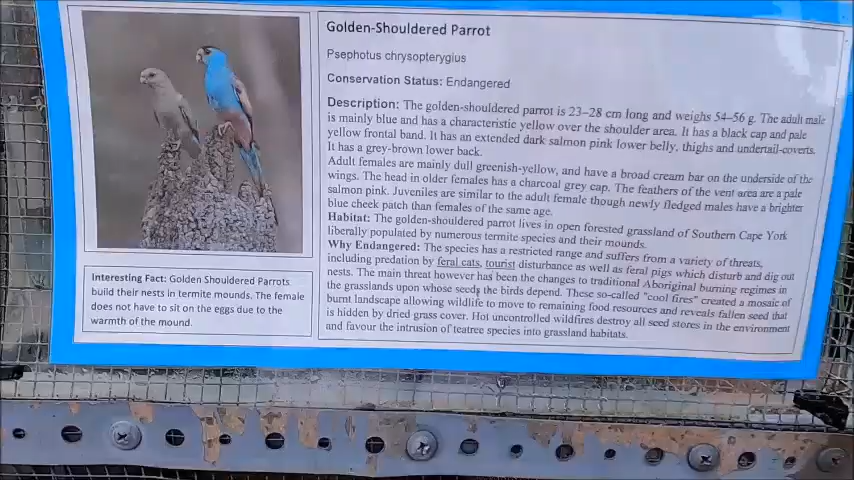 Golden-Shouldered Parrot
Psephotus chrysopterygius
Conservation Status: Endangered
Description: The golden-shouldered parrot is 23–28 cm long and weighs 54–56 g. The adult male
is mainly blue and has a characteristic yellow over the shoulder area. It has a black cap and pale
yellow frontal band. It has an extended dark salmon pink lower belly, thighs and undertail-coverts.
It has a grey-brown lower back.
Adult females are mainly dull greenish-yellow, and have a broad cream bar on the underside of the
wings. The head in older females has a charcoal grey cap. The feathers of the vent area are a pale
salmon pink. Juveniles are similar to the adult female though newly fledged males have a brighter
blue cheek patch than females of the same age.
Habitat: The golden-shouldered parrot lives in open forested grassland of Southern Cape York
liberally populated by numerous termite species and their mounds.
Why Endangered: The species has a restricted range and suffers from a variety of threats,
including predation by feral cats, tourist disturbance as well as feral pigs which disturb and dig out
nests. The main threat however has been the changes to traditional Aboriginal burning regimes in
the grasslands upon whose seeds the birds depend. These so-called "cool fires" created a mosaic of
burnt landscape allowing wildlife to move to remaining food resources and reveals fallen seed that
is hidden by dried grass cover. Hot uncontrolled wildfires destroy all seed stores in the environment
and favour the intrusion of teatree species into grassland habitats.
Interesting Fact: Golden Shouldered Parrots
build their nests in termite mounds. The female
does not have to sit on the eggs due to the
warmth of the mound.